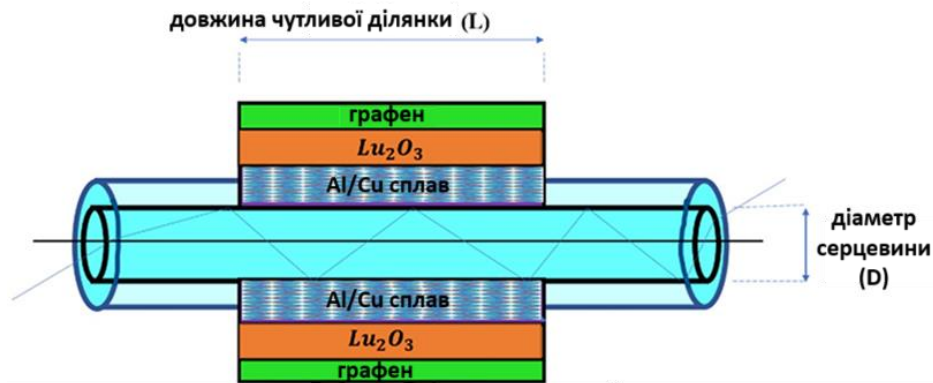 довжина чутливої ділянки (L)
графен
Lu₂O₃
Al/Cu сплав
діаметр
серцевини
(D)
Al/Cu сплав
Lu₂O₃
графен